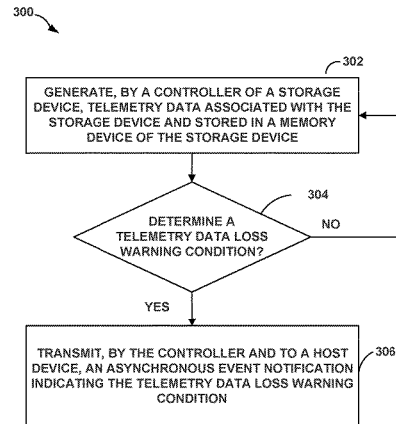 300
302
GENERATE, BY A CONTROLLER OF A STORAGE
DEVICE, TELEMETRY DATA ASSOCIATED WITH THE
STORAGE DEVICE AND STORED IN A MEMORY
DEVICE OF THE STORAGE DEVICE
304
DETERMINE A
TELEMETRY DATA LOSS
WARNING CONDITION?
NO
YES
306
TRANSMIT, BY THE CONTROLLER AND TO A HOST
DEVICE, AN ASYNCHRONOUS EVENT NOTIFICATION
INDICATING THE TELEMETRY DATA LOSS WARNING
CONDITION